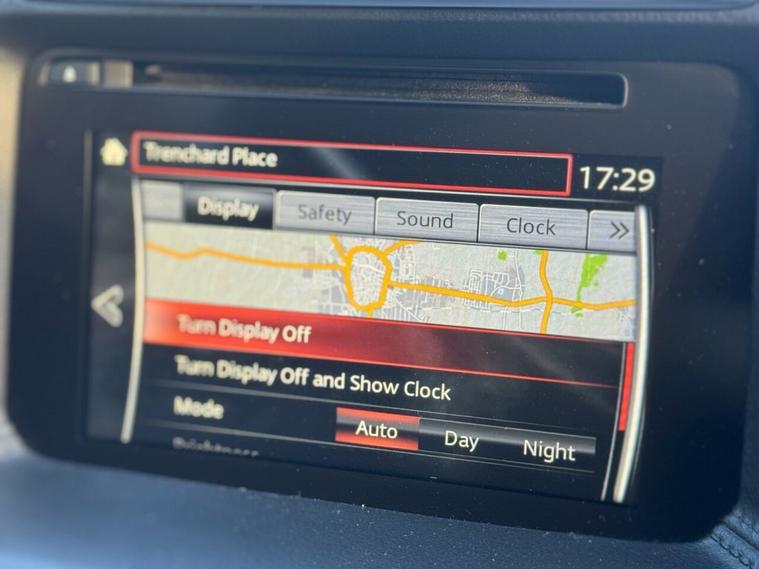 Trenchard Place
17:29
Display Safety Sound Clock »
Turn Display Off
Turn Display Off and Show Clock
Mode Auto Day Night
Brightness